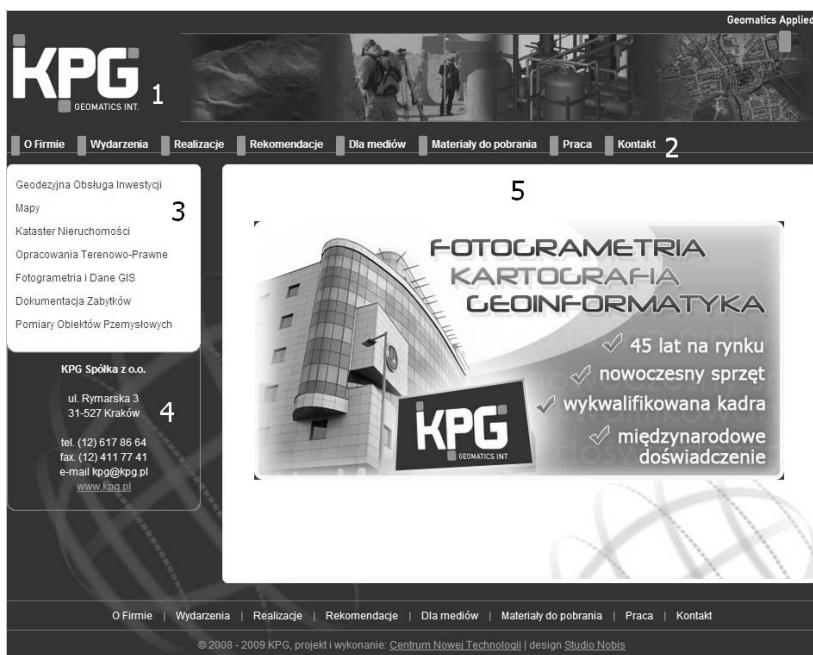 Geomatics Applied
KPG
GEOMATICS INT.
1
O Firmie Wydarzenia Realizacje Rekomendacje Dla mediów Materiały do pobrania Praca Kontakt 2
Geodezyjna Obsługa Inwestycji
Mapy
3
Kataster Nieruchomości
Opracowania Terenowo-Prawne
Fotogrametria i Dane GIS
Dokumentacja Zabytków
Pomiary Obiektów Pzemysłowych
KPG Spółka z o.o.
ul. Rymarska 3
31-527 Kraków
4
tel. (12) 617 86 64
fax. (12) 411 77 41
e-mail kpg@kpg.pl
www.kpg.pl
5
FOTOGRAMETRIA
KARTOGRAFIA
GEOINFORMATYKA
45 lat na rynku
nowoczesny sprzęt
wykwalifikowana kadra
międzynarodowe
doświadczenie
KPG
GEOMATICS INT.
O Firmie | Wydarzenia | Realizacje | Rekomendacje | Dla mediów | Materiały do pobrania | Praca | Kontakt
© 2008 - 2009 KPG, projekt i wykonanie: Centrum Nowej Technologii | design Studio Nobis